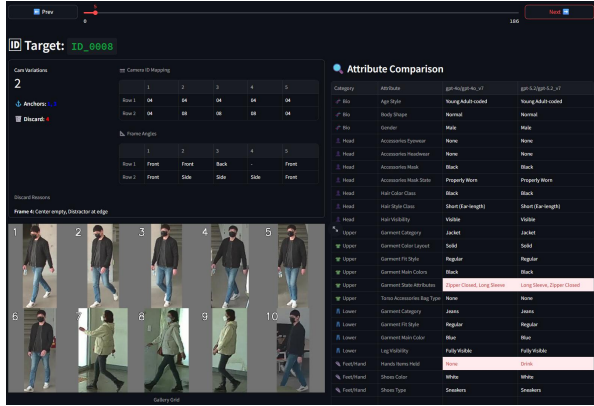 Prev
8
0
186
Next
ID Target: ID_0008
Cam Variations
2
Anchors:
Discard: 4
Camera ID Mapping
1 2 3 4 5
Row 1 04 04 04 04 04
Row 2 04 08 08 08 04
Frame Angles
1 2 3 4 5
Row 1 Front Front Back - Front
Row 2 Front Side Side Side Front
Discard Reasons
Frame 4: Center empty, Distractor at edge
1 2 3 4 5
6 7 8 9 10
Gallery Grid
Attribute Comparison
Category Attribute gpt-4o/gpt-4o_v7 gpt-5.2/gpt-5.2_v7
Bio Age Style Young Adult-coded Young Adult-coded
Bio Body Shape Normal Normal
Bio Gender Male Male
Head Accessories Eyewear None None
Head Accessories Headwear None None
Head Accessories Mask Black Black
Head Accessories Mask State Properly Worn Properly Worn
Head Hair Color Class Black Black
Head Hair Style Class Short (Ear-length) Short (Ear-length)
Head Hair Visibility Visible Visible
Upper Garment Category Jacket Jacket
Upper Garment Color Layout Solid Solid
Upper Garment Fit Style Regular Regular
Upper Garment Main Colors Black Black
Upper Garment State Attributes Zipper Closed, Long Sleeve Long Sleeve, Zipper Closed
Upper Torso Accessories Bag Type None None
Lower Garment Category Jeans Jeans
Lower Garment Fit Style Regular Regular
Lower Garment Main Color Blue Blue
Lower Leg Visibility Fully Visible Fully Visible
Feet/Hand Hands Items Held None Drink
Feet/Hand Shoes Color White White
Feet/Hand Shoes Type Sneakers Sneakers